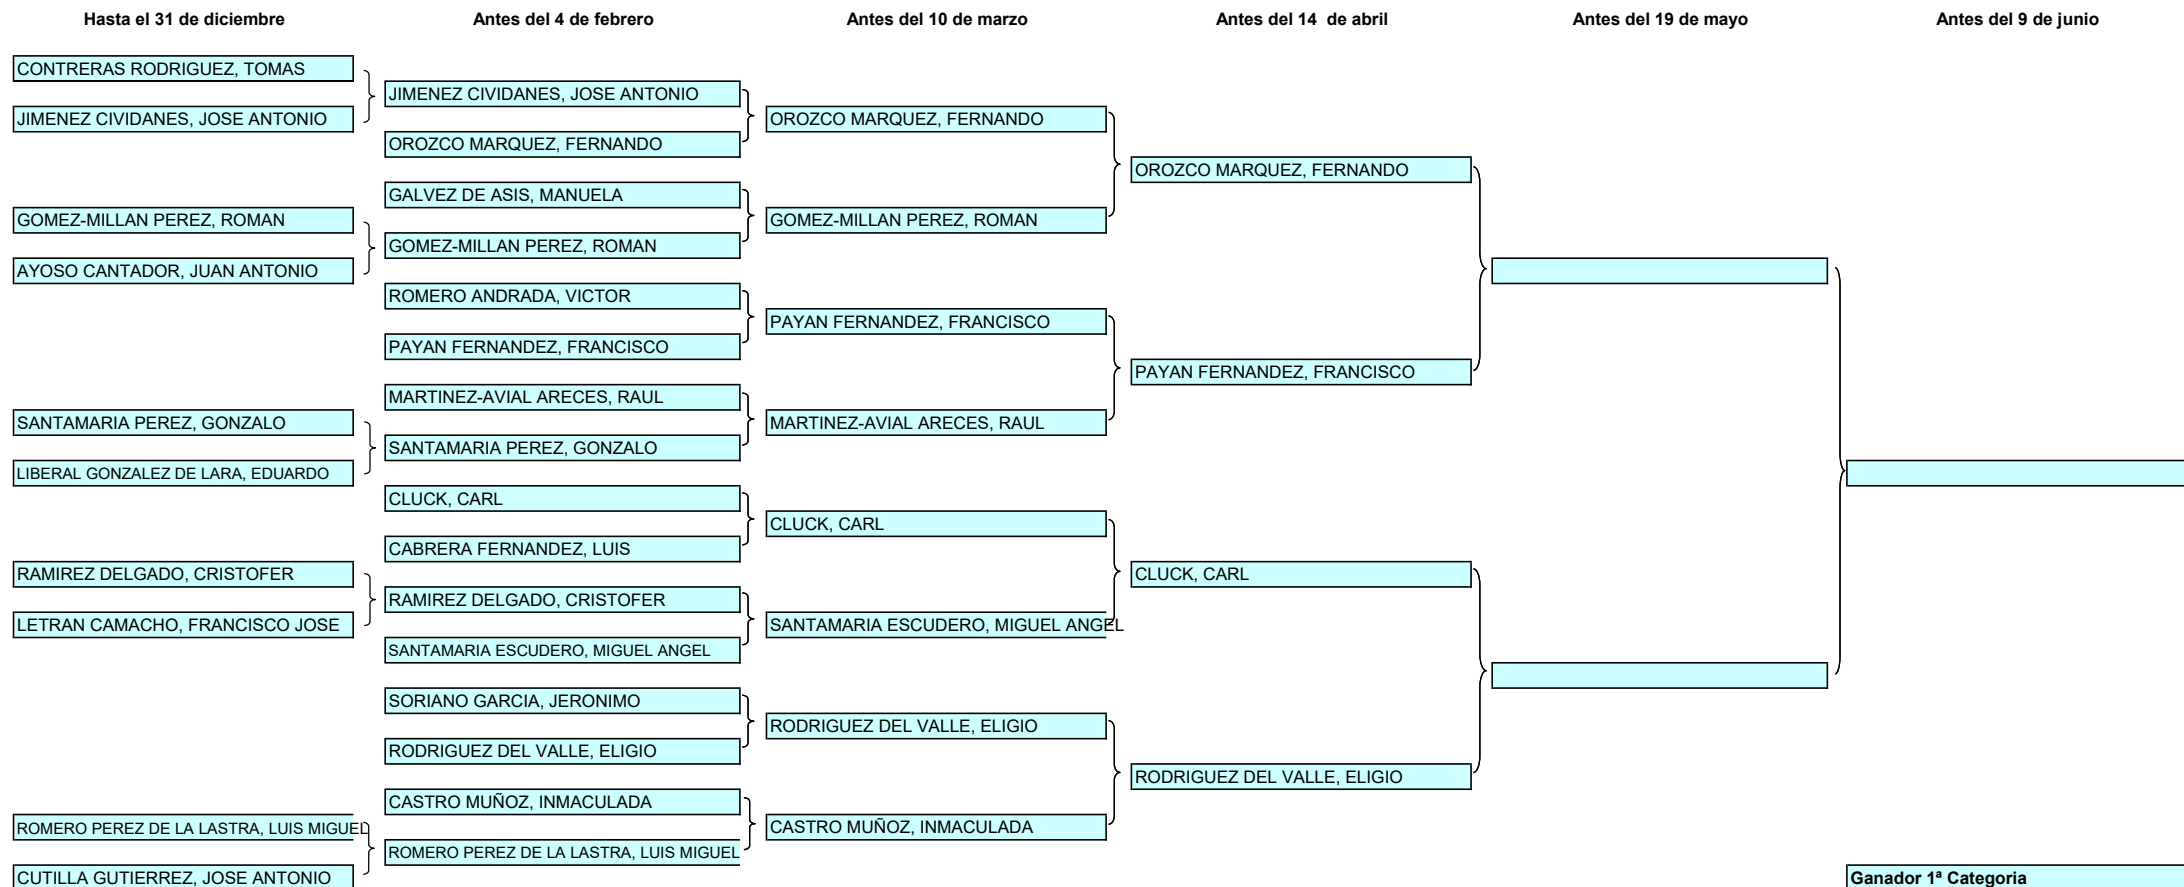 Hasta el 31 de diciembre
Antes del 4 de febrero
Antes del 10 de marzo
Antes del 14  de abril
Antes del 19 de mayo
Antes del 9 de junio
CONTRERAS RODRIGUEZ, TOMAS
JIMENEZ CIVIDANES, JOSE ANTONIO
GOMEZ-MILLAN PEREZ, ROMAN
AYOSO CANTADOR, JUAN ANTONIO
SANTAMARIA PEREZ, GONZALO
LIBERAL GONZALEZ DE LARA, EDUARDO
RAMIREZ DELGADO, CRISTOFER
LETRAN CAMACHO, FRANCISCO JOSE
ROMERO PEREZ DE LA LASTRA, LUIS MIGUEL
CUTILLA GUTIERREZ, JOSE ANTONIO
JIMENEZ CIVIDANES, JOSE ANTONIO
OROZCO MARQUEZ, FERNANDO
GALVEZ DE ASIS, MANUELA
GOMEZ-MILLAN PEREZ, ROMAN
ROMERO ANDRADA, VICTOR
PAYAN FERNANDEZ, FRANCISCO
MARTINEZ-AVIAL ARECES, RAUL
SANTAMARIA PEREZ, GONZALO
CLUCK, CARL
CABRERA FERNANDEZ, LUIS
RAMIREZ DELGADO, CRISTOFER
SANTAMARIA ESCUDERO, MIGUEL ANGEL
SORIANO GARCIA, JERONIMO
RODRIGUEZ DEL VALLE, ELIGIO
CASTRO MUÑOZ, INMACULADA
ROMERO PEREZ DE LA LASTRA, LUIS MIGUEL
OROZCO MARQUEZ, FERNANDO
GOMEZ-MILLAN PEREZ, ROMAN
PAYAN FERNANDEZ, FRANCISCO
MARTINEZ-AVIAL ARECES, RAUL
CLUCK, CARL
SANTAMARIA ESCUDERO, MIGUEL ANGEL
RODRIGUEZ DEL VALLE, ELIGIO
CASTRO MUÑOZ, INMACULADA
OROZCO MARQUEZ, FERNANDO
PAYAN FERNANDEZ, FRANCISCO
CLUCK, CARL
RODRIGUEZ DEL VALLE, ELIGIO
Ganador 1ª Categoria